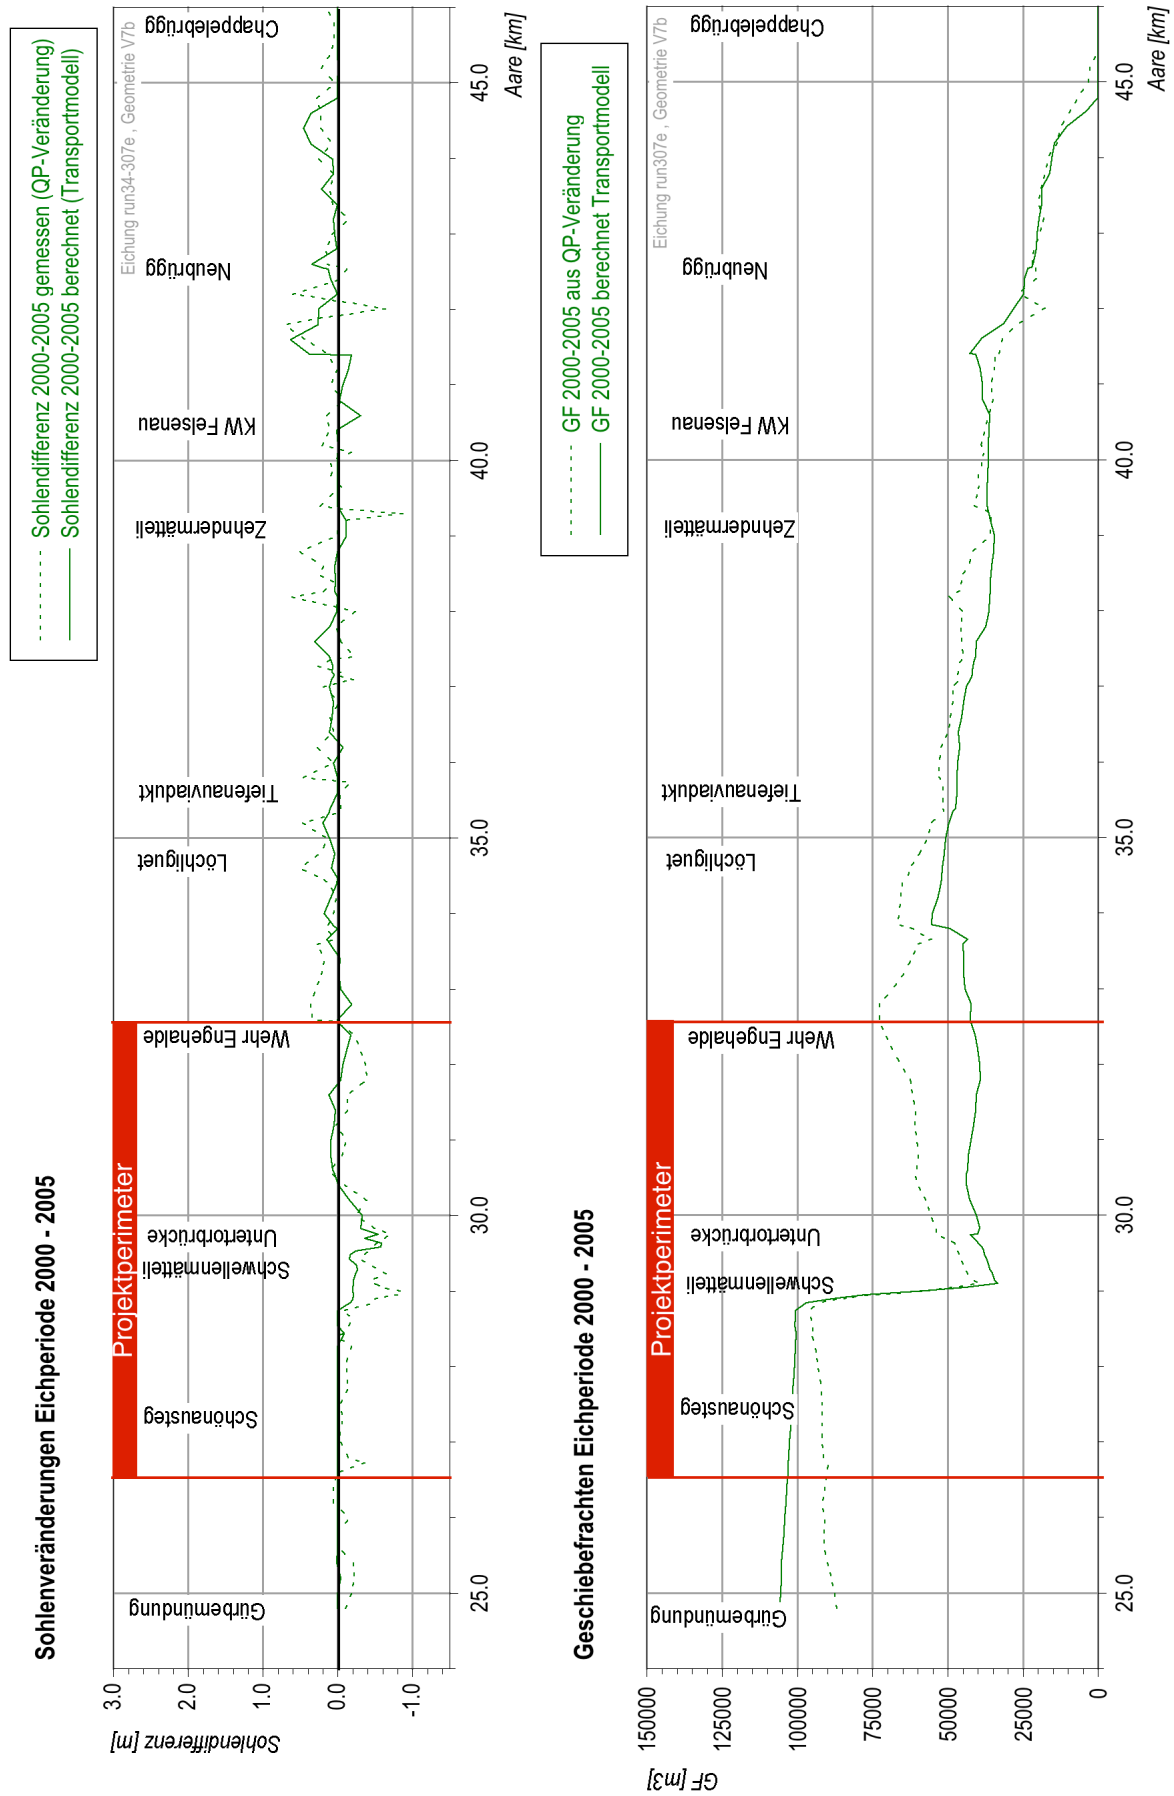 Sohlenveränderungen Eichperiode 2000 - 2005
Sohlendifferenz 2000-2005 gemessen (QP-Veränderung)
Sohlendifferenz 2000-2005 berechnet (Transportmodell)
Eichung run34-307e , Geometrie V7b
Projektperimeter
Sohlendifferenz [m]
3.0
2.0
1.0
0.0
-1.0
Gürbemündung
Schönausteg
Schwellenmätteli
Untertorbrücke
Wehr Engehalde
Löchliguet
Tiefenauviadukt
Zehndermätteli
KW Felsenau
Neubrügg
Chappelebrügg
25.0
30.0
35.0
40.0
45.0
Aare [km]
Geschiebefrachten Eichperiode 2000 - 2005
GF 2000-2005 aus QP-Veränderung
GF 2000-2005 berechnet Transportmodell
Eichung run307e , Geometrie V7b
Projektperimeter
GF [m3]
150000
125000
100000
75000
50000
25000
0
Gürbemündung
Schönausteg
Schwellenmätteli
Untertorbrücke
Wehr Engehalde
Löchliguet
Tiefenauviadukt
Zehndermätteli
KW Felsenau
Neubrügg
Chappelebrügg
25.0
30.0
35.0
40.0
45.0
Aare [km]